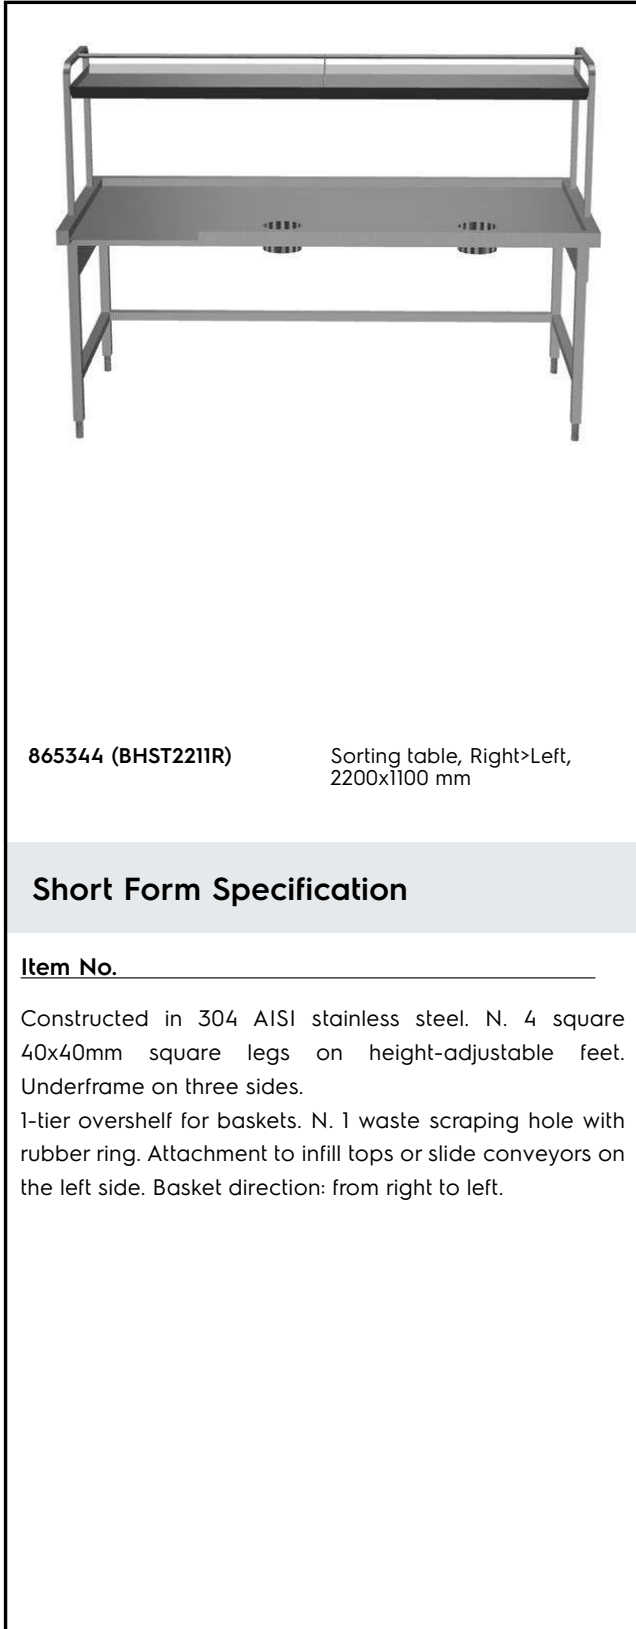 865344 (BHST2211R)
Sorting table, Right>Left,
2200x1100 mm
Short Form Specification
Item No.
Constructed in 304 AISI stainless steel. N. 4 square
40x40mm square legs on height-adjustable feet.
Underframe on three sides.
1-tier overshelf for baskets. N. 1 waste scraping hole with
rubber ring. Attachment to infill tops or slide conveyors on
the left side. Basket direction: from right to left.